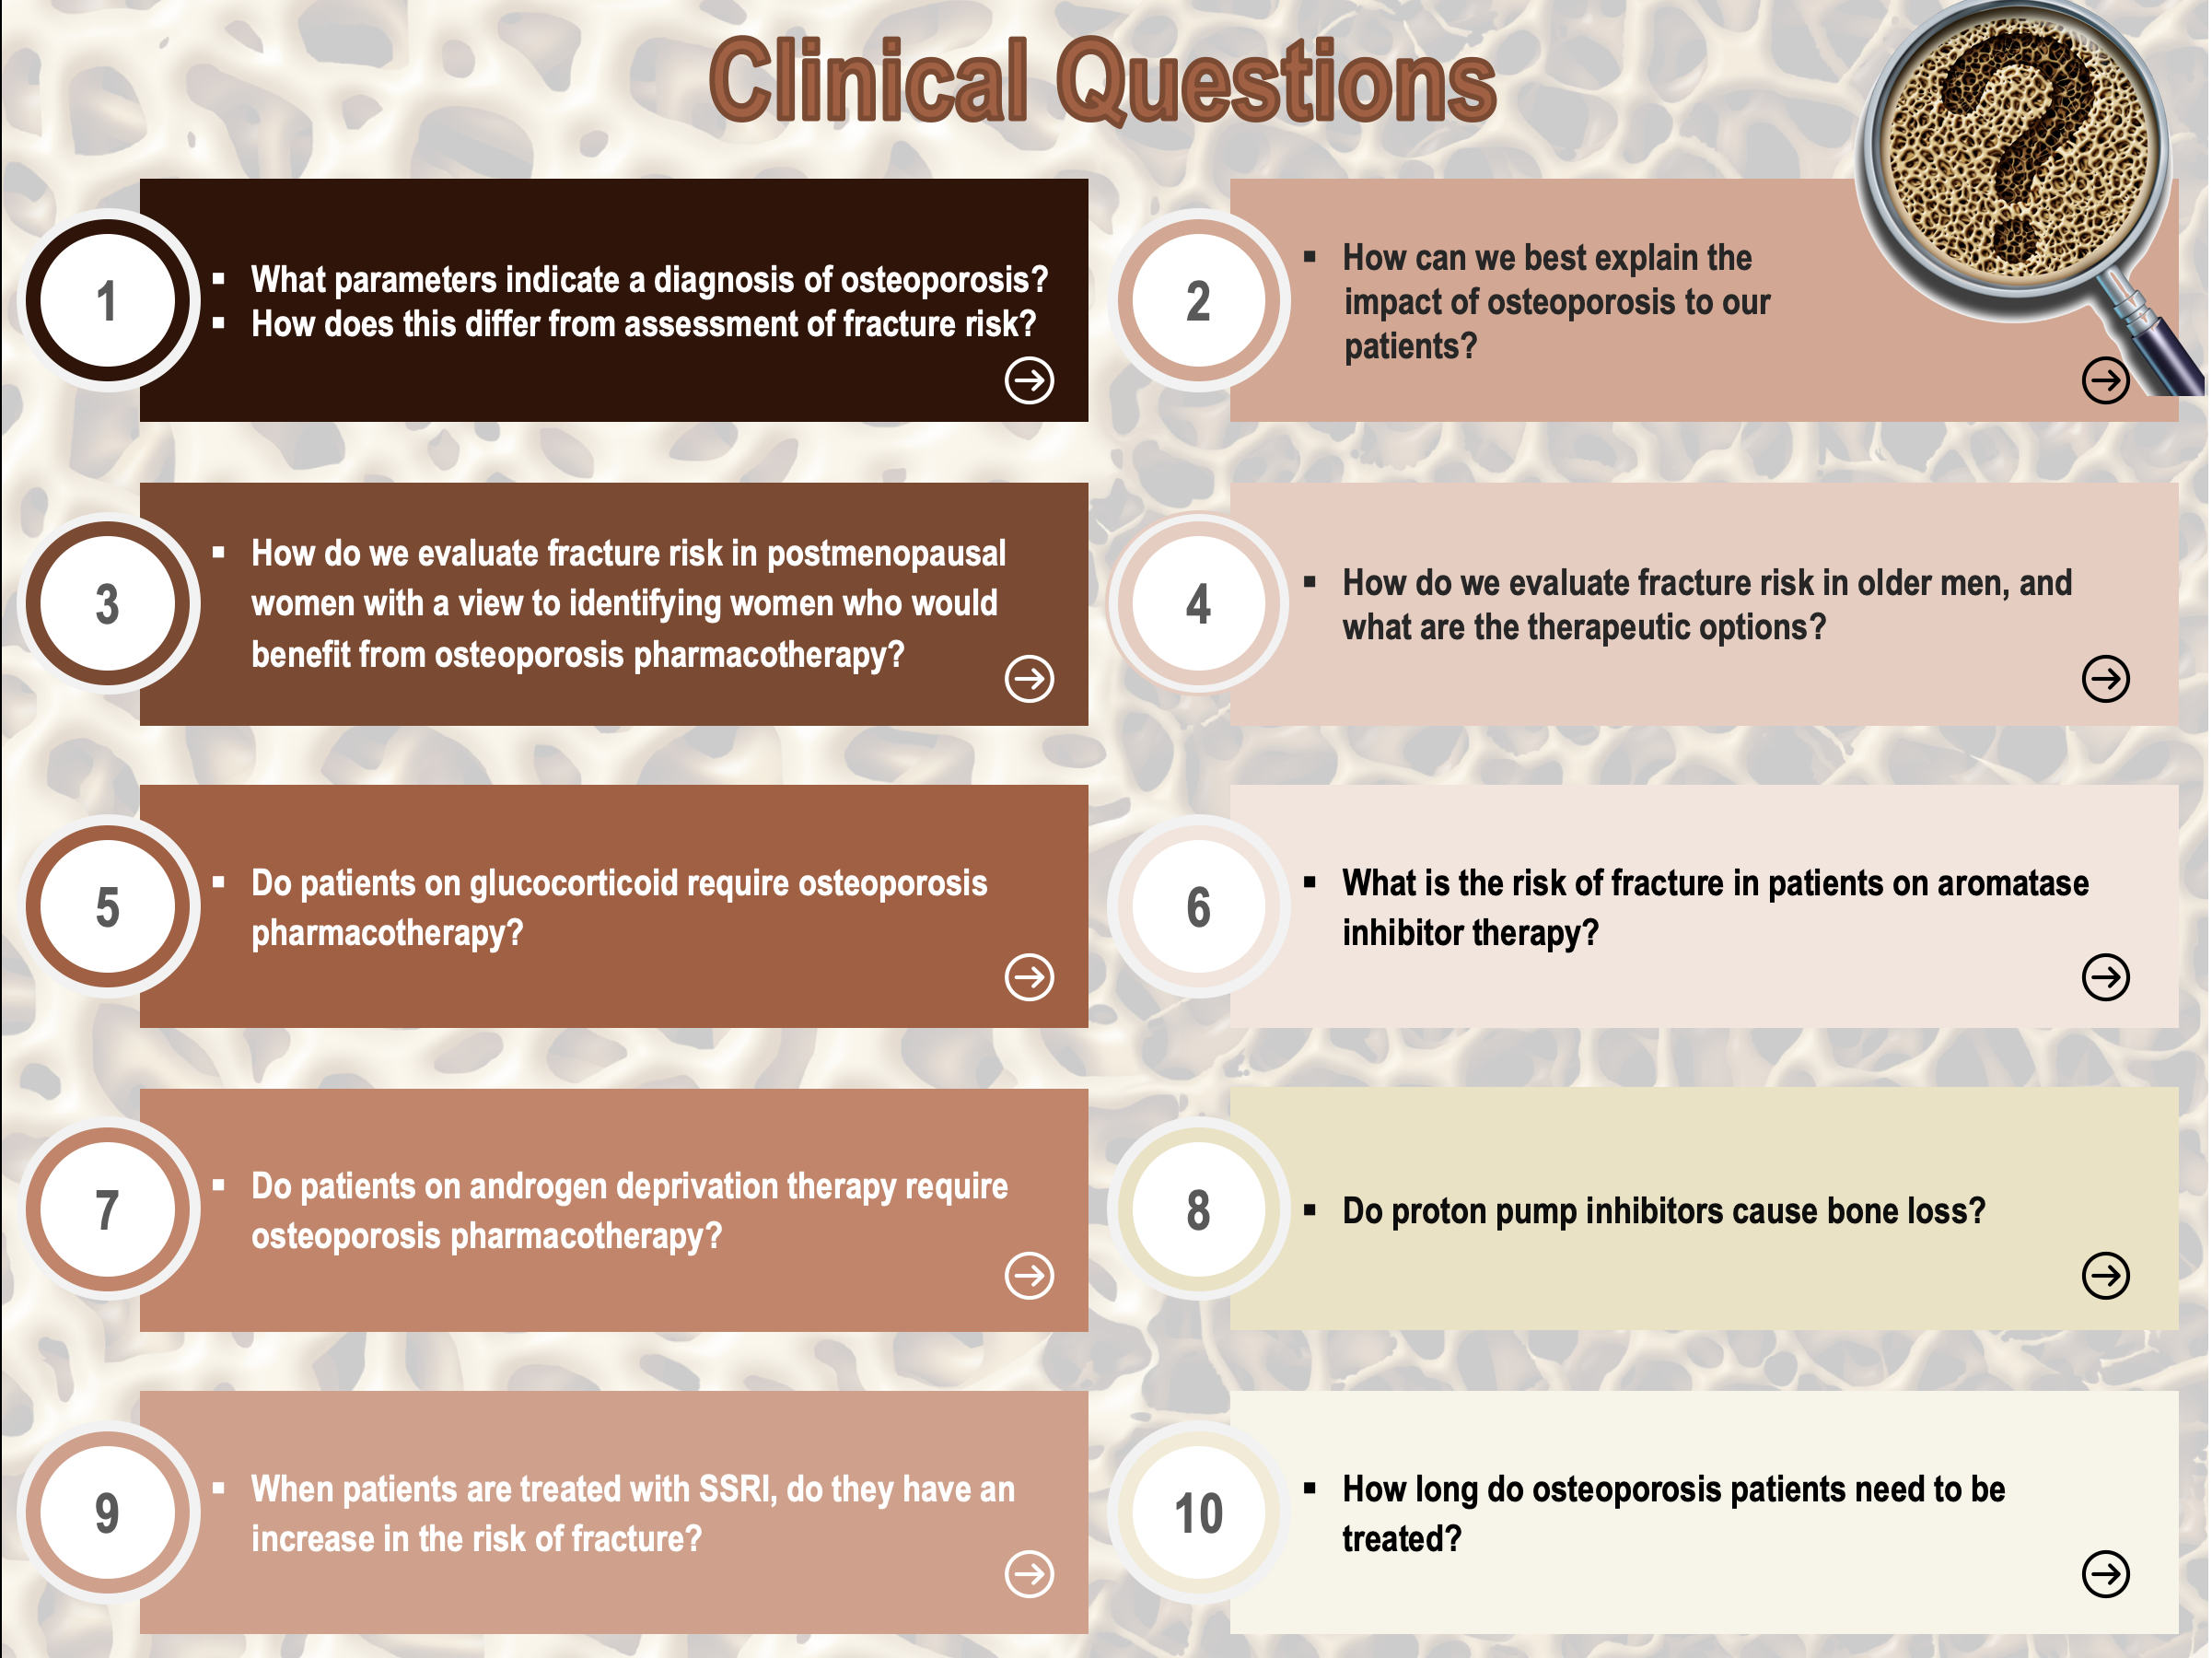 Clinical Questions
1
▪ What parameters indicate a diagnosis of osteoporosis?
▪ How does this differ from assessment of fracture risk?
2
▪ How can we best explain the
impact of osteoporosis to our
patients?
3
▪ How do we evaluate fracture risk in postmenopausal
women with a view to identifying women who would
benefit from osteoporosis pharmacotherapy?
4
▪ How do we evaluate fracture risk in older men, and
what are the therapeutic options?
5
▪ Do patients on glucocorticoid require osteoporosis
pharmacotherapy?
6
▪ What is the risk of fracture in patients on aromatase
inhibitor therapy?
7
▪ Do patients on androgen deprivation therapy require
osteoporosis pharmacotherapy?
8
▪ Do proton pump inhibitors cause bone loss?
9
▪ When patients are treated with SSRI, do they have an
increase in the risk of fracture?
10
▪ How long do osteoporosis patients need to be
treated?